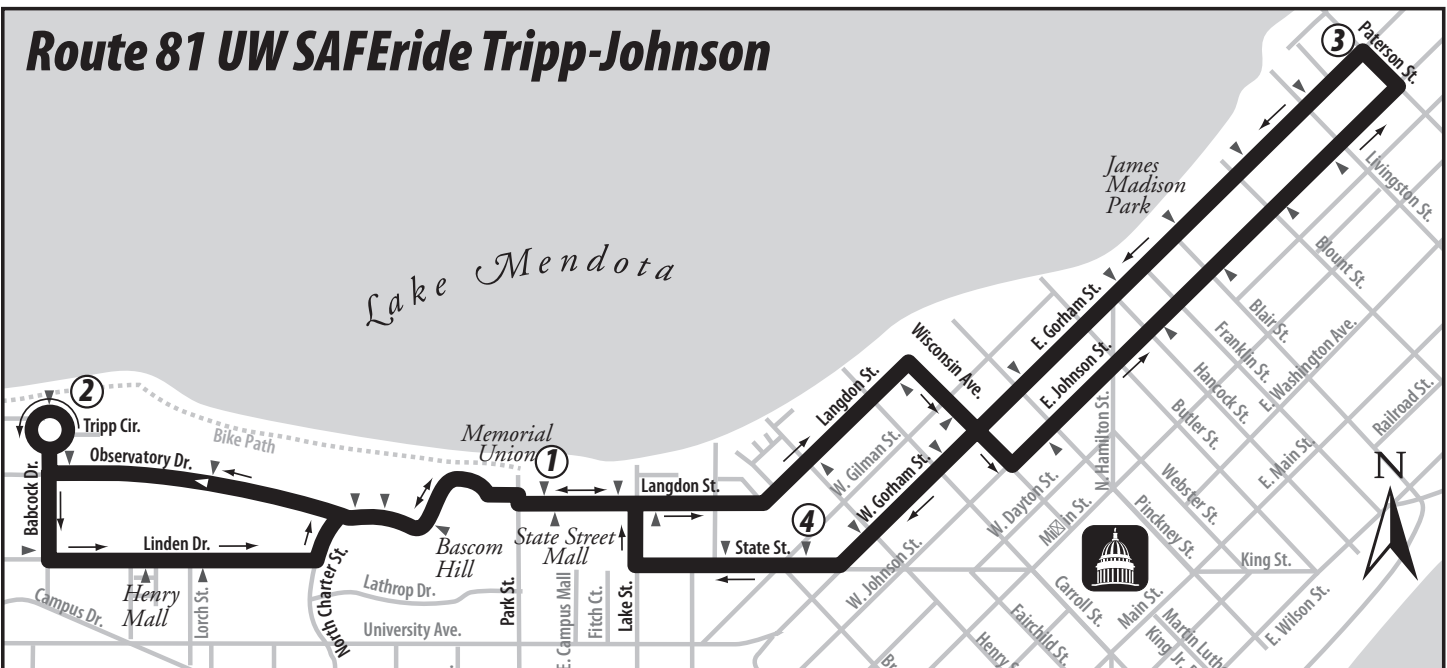 Route 81 UW SAFEride Tripp-Johnson
3
Paterson St.
Livingston St.
James
Madison
Park
Blount St.
Lake Mendota
E. Gorham St.
Blair St.
E. Washington Ave.
Franklin St.
Wisconsin Ave.
E. Johnson St.
Hancock St.
Railroad St.
2
Tripp Cir.
Langdon St.
N. Hamilton St.
Butler St.
Bike Path
Memorial
Union
1
W. Gilman St.
E. Main St.
N
Observatory Dr.
Babcock Dr.
Langdon St.
W. Gorham St.
Webster St.
W. Dayton St.
Pinckney St.
4
Linden Dr.
Bascom
Hill
State Street
Mall
State St.
King St.
Henry
Mall
Lorch St.
Campus Dr.
North Charter St.
Lathrop Dr.
University Ave.
Park St.
E. Campus Mall
Fitch Ct.
Lake St.
W. Johnson St.
Carroll St.
Main St.
Fairchild St.
E. Wilson St.